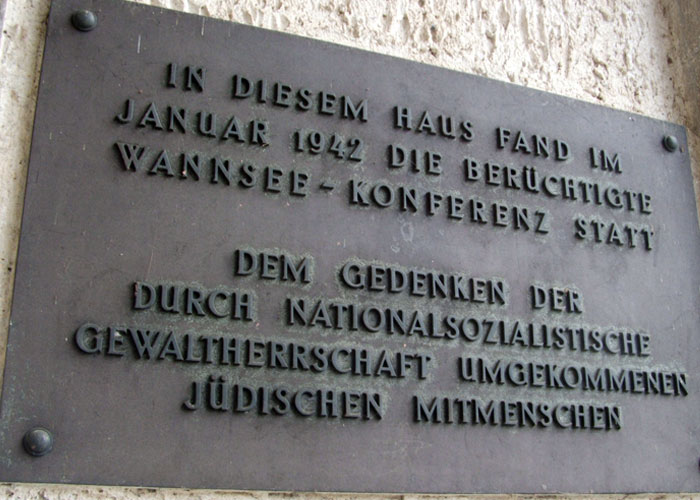 IN DIESEM HAUS FAND IM
JANUAR 1942 DIE BERÜCHTIGTE
WANNSEE-KONFERENZ STATT
DEM GEDENKEN DER
DURCH NATIONALSOZIALISTISCHE
GEWALTHERRSCHAFT UMGEKOMMENEN
JÜDISCHEN MITMENSCHEN